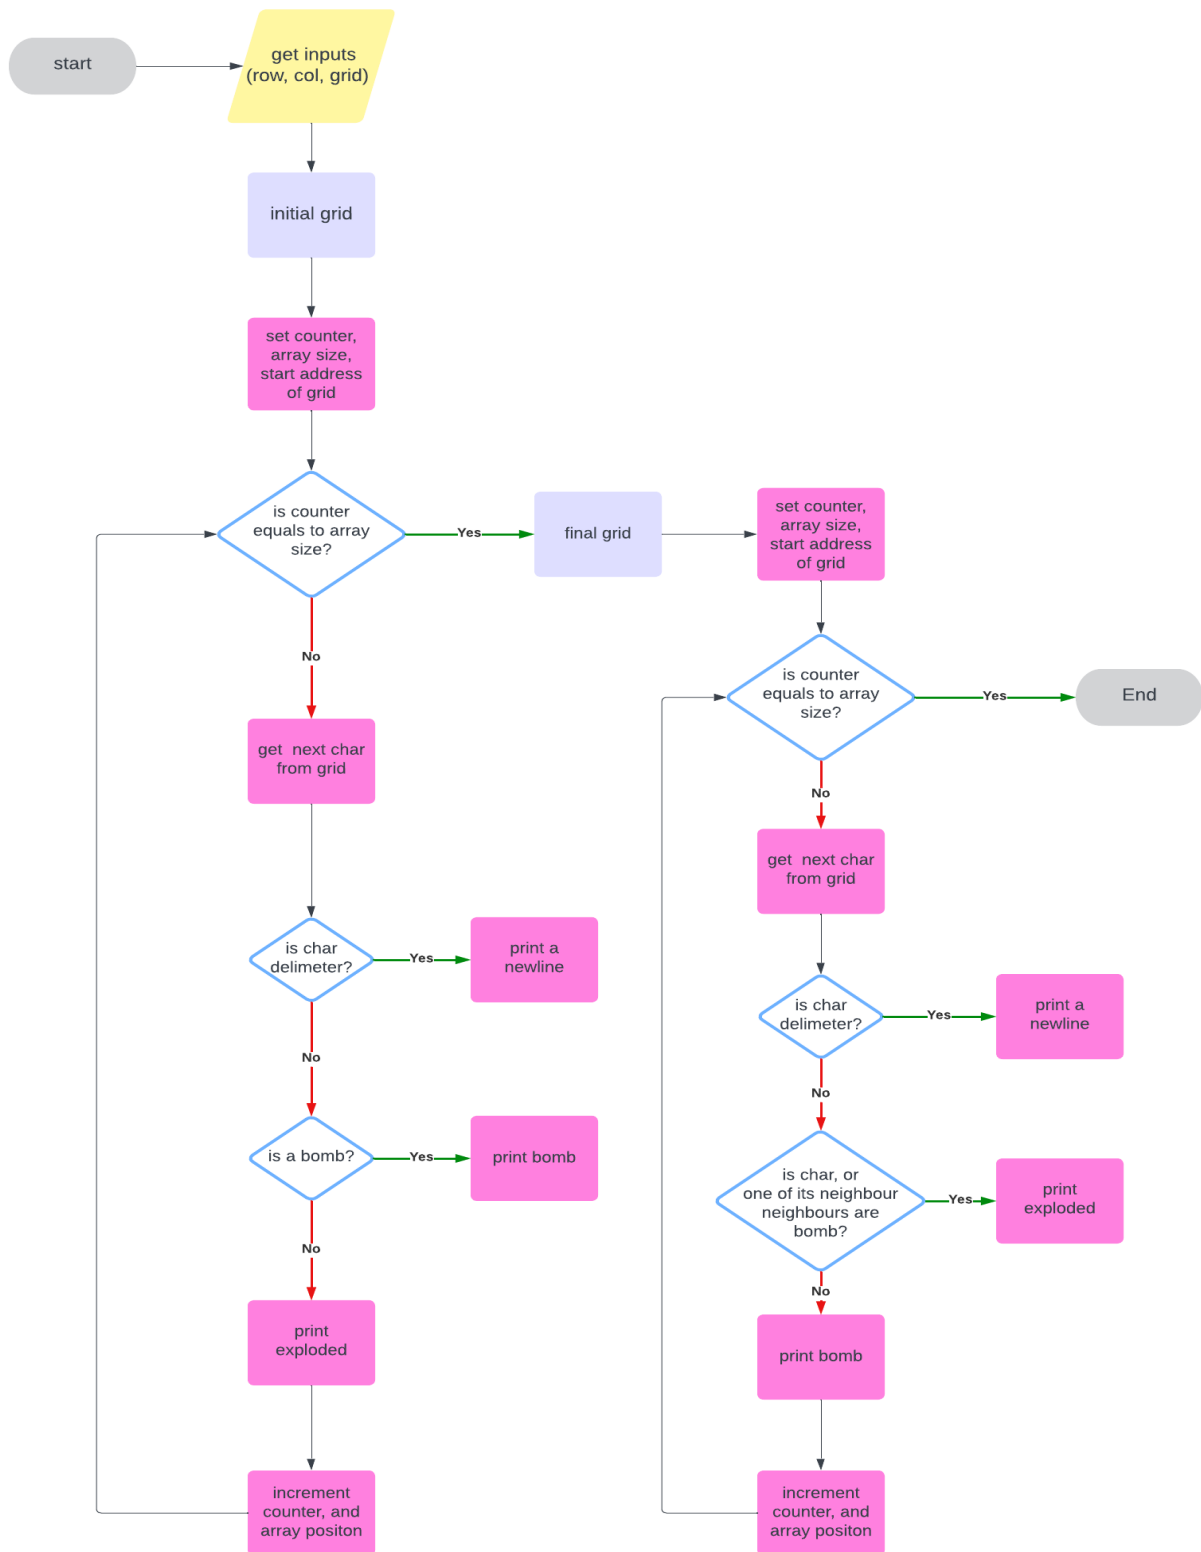 start
get inputs
(row, col, grid)
initial grid
set counter,
array size,
start address
of grid
is counter
equals to array
size?
Yes
No
final grid
set counter,
array size,
start address
of grid
is counter
equals to array
size?
Yes
End
No
get next char
from grid
is char
delimeter?
Yes
print a
newline
No
is a bomb?
Yes
print bomb
No
print
exploded
increment
counter, and
array positon
get next char
from grid
is char
delimeter?
Yes
print a
newline
No
is char, or
one of its neighbour
neighbours are
bomb?
Yes
print
exploded
No
print bomb
increment
counter, and
array positon